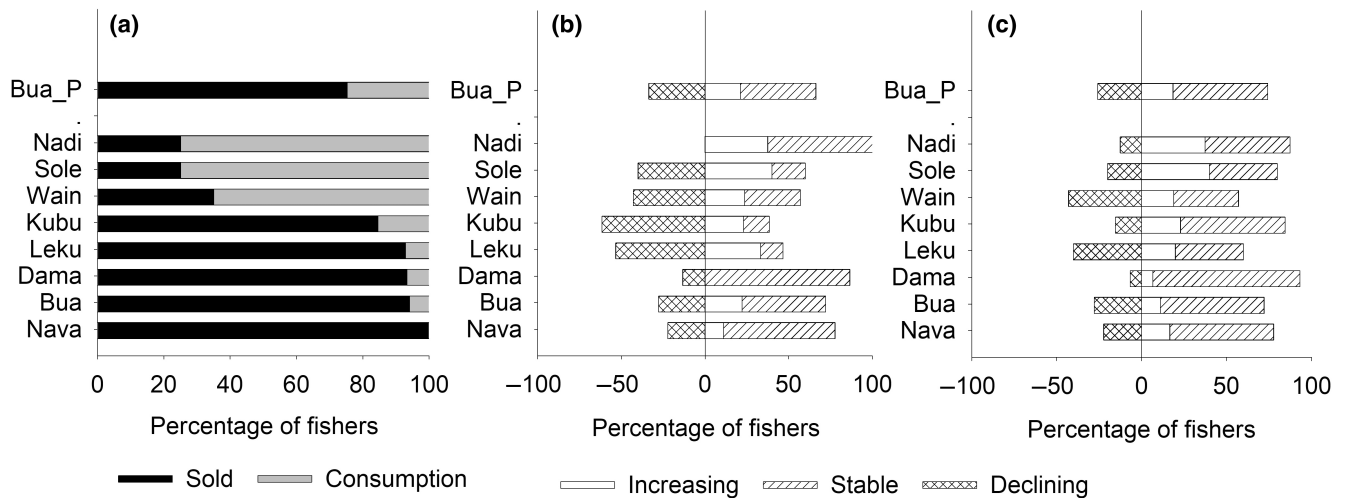 (a)
Bua_P
.
Nadi
Sole
Wain
Kubu
Leku
Dama
Bua
Nava
0 20 40 60 80 100
Percentage of fishers
Sold Consumption
(b)
Bua_P
.
Nadi
Sole
Wain
Kubu
Leku
Dama
Bua
Nava
–100 –50 0 50 100
Percentage of fishers
(c)
Bua_P
.
Nadi
Sole
Wain
Kubu
Leku
Dama
Bua
Nava
–100 –50 0 50 100
Percentage of fishers
Increasing Stable Declining